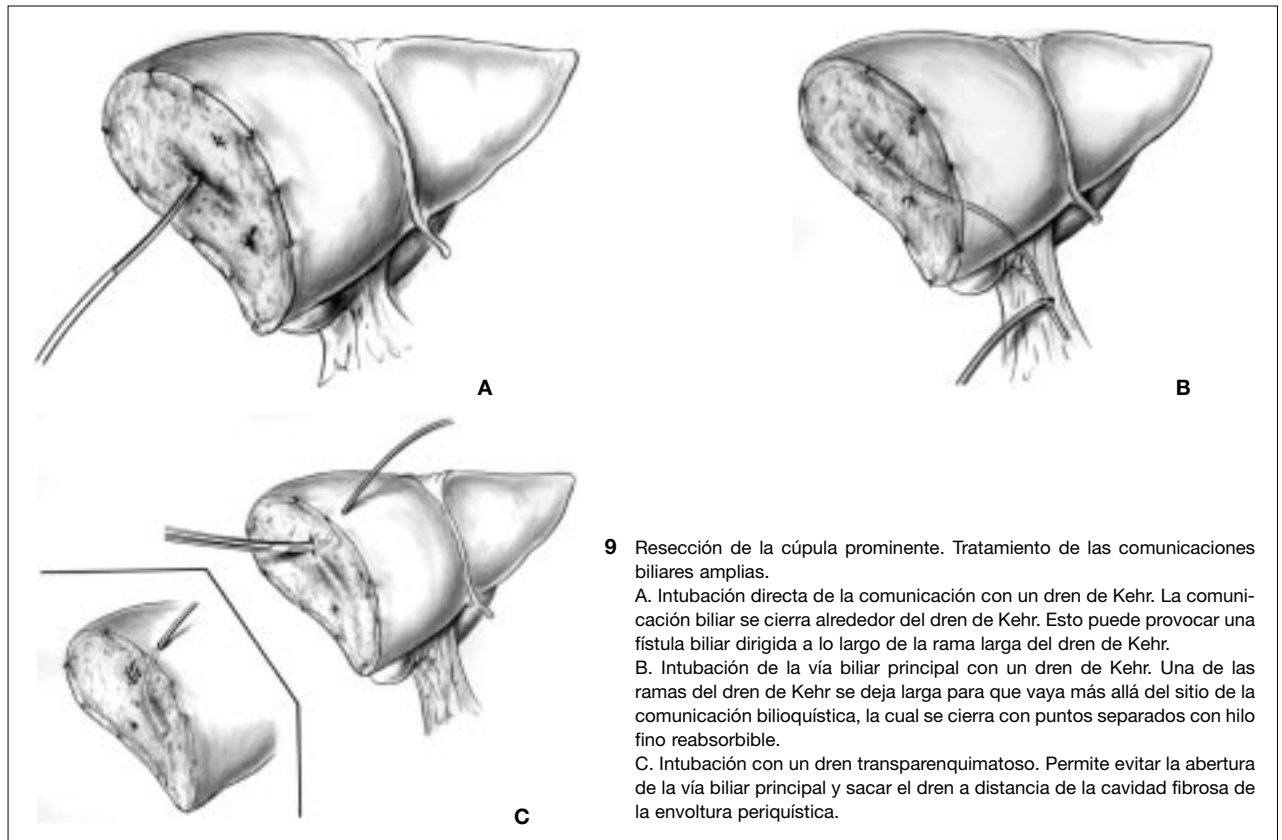 A
B
C
9 Resección de la cúpula prominente. Tratamiento de las comunicaciones
biliares amplias.
A. Intubación directa de la comunicación con un dren de Kehr. La comuni-
cación biliar se cierra alrededor del dren de Kehr. Esto puede provocar una
fístula biliar dirigida a lo largo de la rama larga del dren de Kehr.
B. Intubación de la vía biliar principal con un dren de Kehr. Una de las
ramas del dren de Kehr se deja larga para que vaya más allá del sitio de la
comunicación bilioquística, la cual se cierra con puntos separados con hilo
fino reabsorbible.
C. Intubación con un dren transparenquimatoso. Permite evitar la abertura
de la vía biliar principal y sacar el dren a distancia de la cavidad fibrosa de
la envoltura periquística.